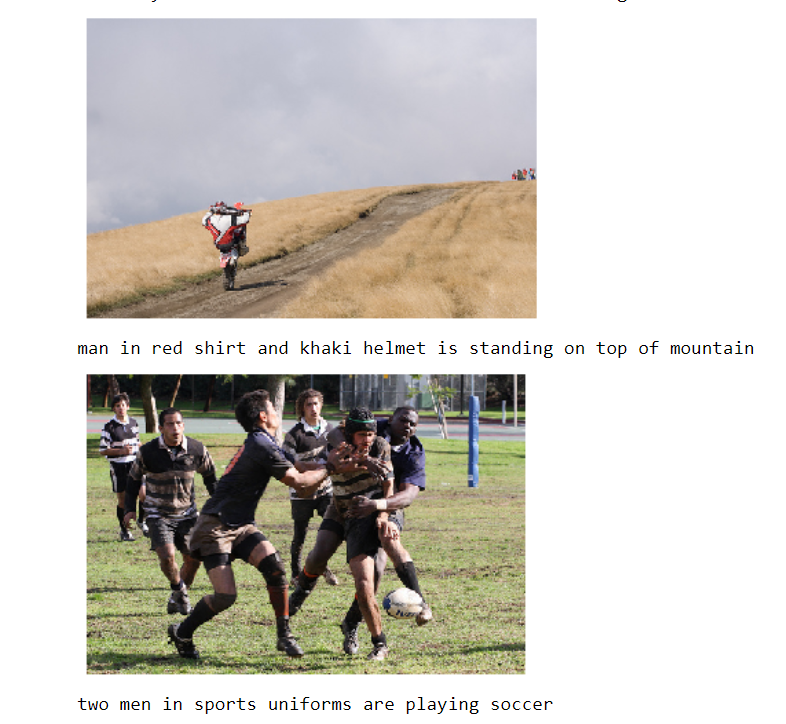 man in red shirt and khaki helmet is standing on top of mountain
two men in sports uniforms are playing soccer